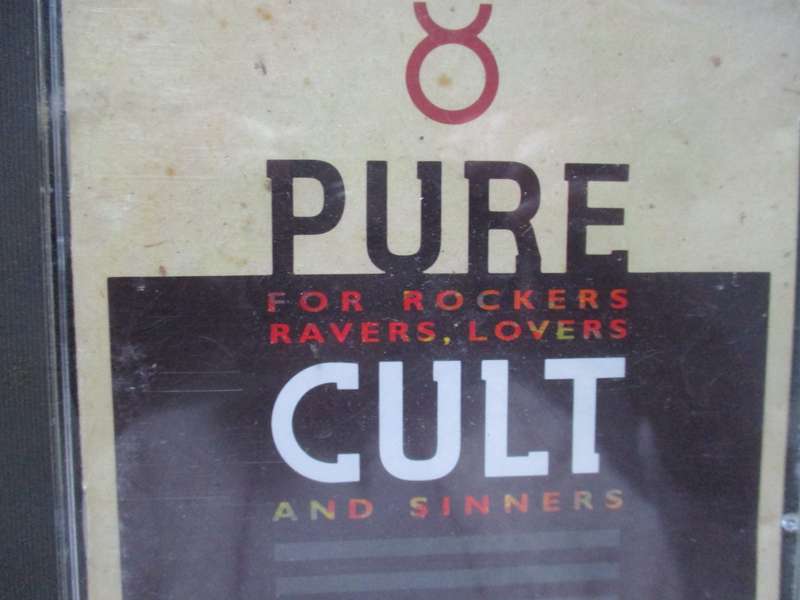 PURE
FOR ROCKERS
RAVERS, LOVERS
CULT
AND SINNERS